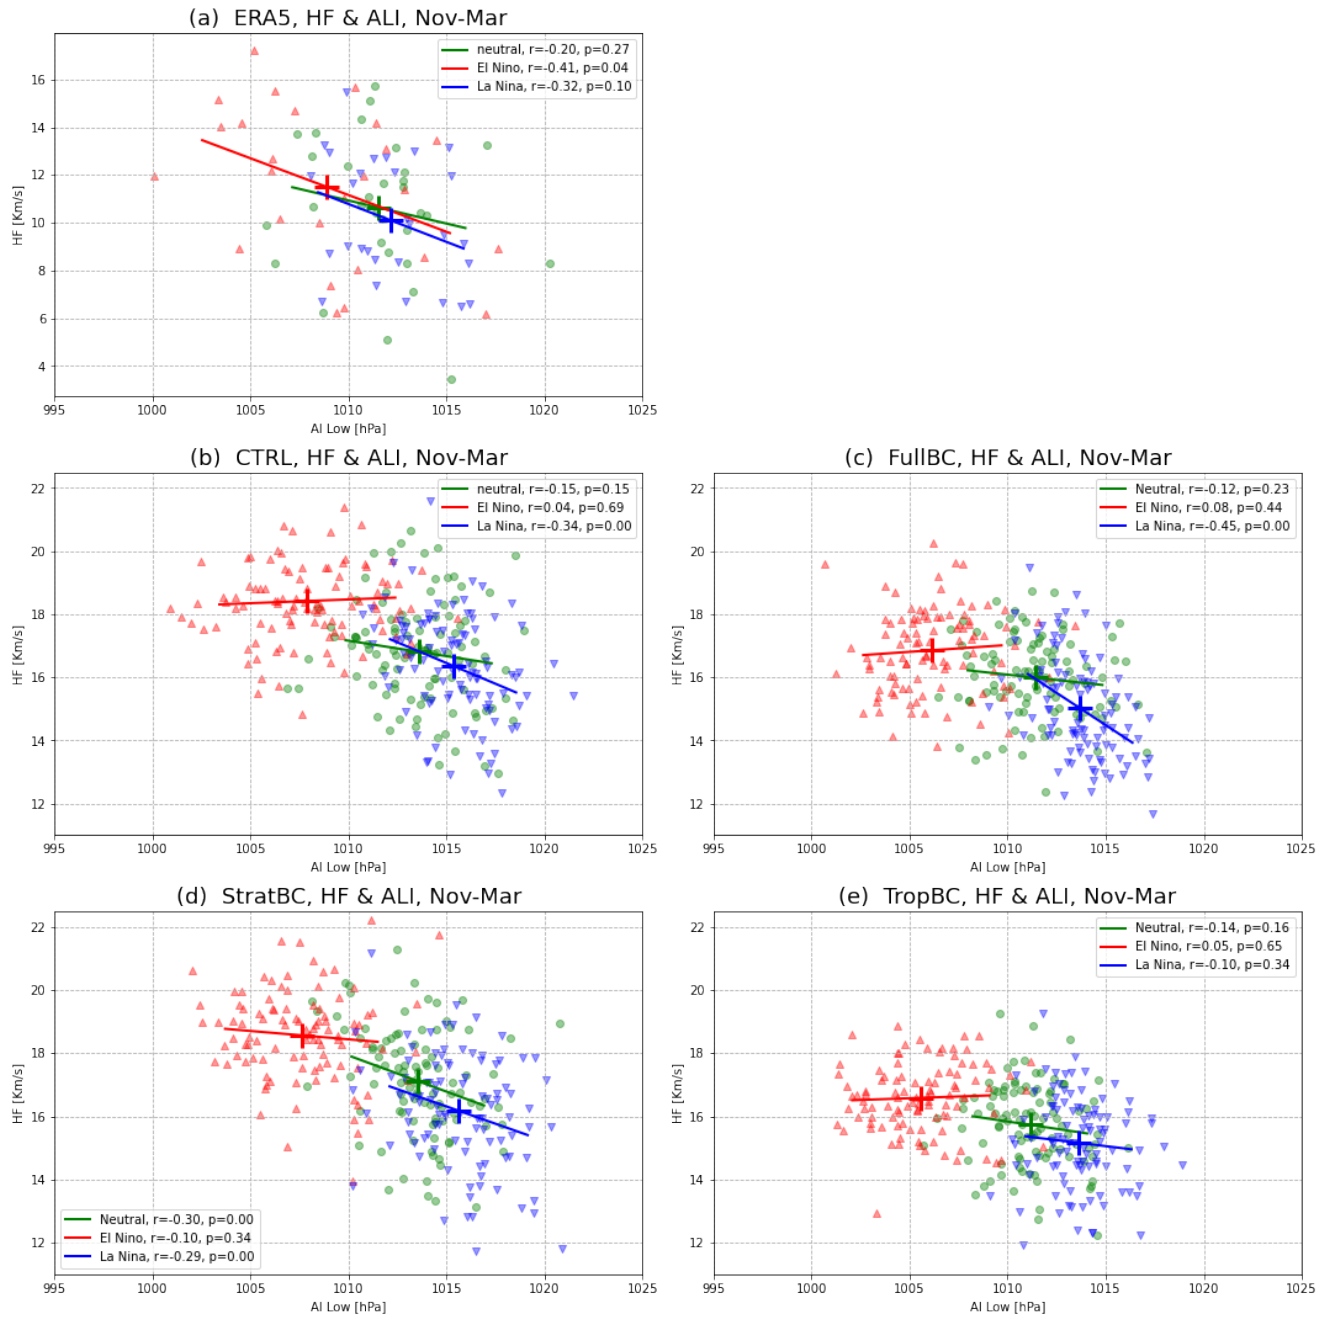 (a)  ERA5, HF & ALI, Nov-Mar
neutral, r=-0.20, p=0.27
El Nino, r=-0.41, p=0.04
La Nina, r=-0.32, p=0.10
16
14
12
10
8
6
4
HF [Km/s]
995 1000 1005 1010 1015 1020 1025
Al Low [hPa]
(b)  CTRL, HF & ALI, Nov-Mar
neutral, r=-0.15, p=0.15
El Nino, r=0.04, p=0.69
La Nina, r=-0.34, p=0.00
22
20
18
16
14
12
HF [Km/s]
995 1000 1005 1010 1015 1020 1025
Al Low [hPa]
(c)  FullBC, HF & ALI, Nov-Mar
Neutral, r=-0.12, p=0.23
El Nino, r=0.08, p=0.44
La Nina, r=-0.45, p=0.00
22
20
18
16
14
12
HF [Km/s]
995 1000 1005 1010 1015 1020 1025
Al Low [hPa]
(d)  StratBC, HF & ALI, Nov-Mar
22
20
18
16
14
12
HF [Km/s]
Neutral, r=-0.30, p=0.00
El Nino, r=-0.10, p=0.34
La Nina, r=-0.29, p=0.00
995 1000 1005 1010 1015 1020 1025
Al Low [hPa]
(e)  TropBC, HF & ALI, Nov-Mar
Neutral, r=-0.14, p=0.16
El Nino, r=0.05, p=0.65
La Nina, r=-0.10, p=0.34
22
20
18
16
14
12
HF [Km/s]
995 1000 1005 1010 1015 1020 1025
Al Low [hPa]